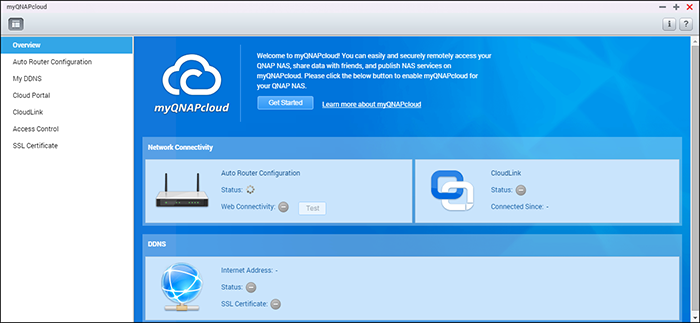 myQNAPcloud
Overview
Auto Router Configuration
My DDNS
Cloud Portal
CloudLink
Access Control
SSL Certificate
myQNAPcloud
Welcome to myQNAPcloud! You can easily and securely remotely access your
QNAP NAS, share data with friends, and publish NAS services on
myQNAPcloud. Please click the below button to enable myQNAPcloud for
your QNAP NAS.
Get Started
Learn more about myQNAPcloud
Network Connectivity
Auto Router Configuration
Status:
Web Connectivity:
Test
CloudLink
Status:
Connected Since: -
DDNS
Internet Address: -
Status:
SSL Certificate: